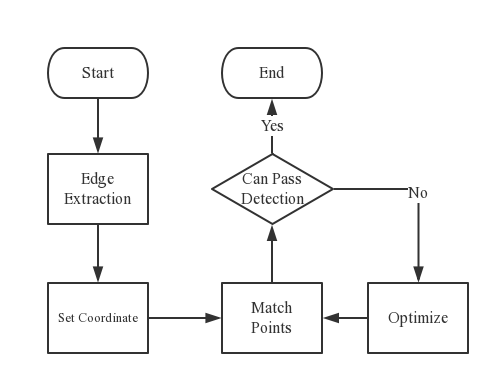 Start
End
Yes
Edge
Extraction
Can Pass
Detection
No
Set Coordinate
Match
Points
Optimize